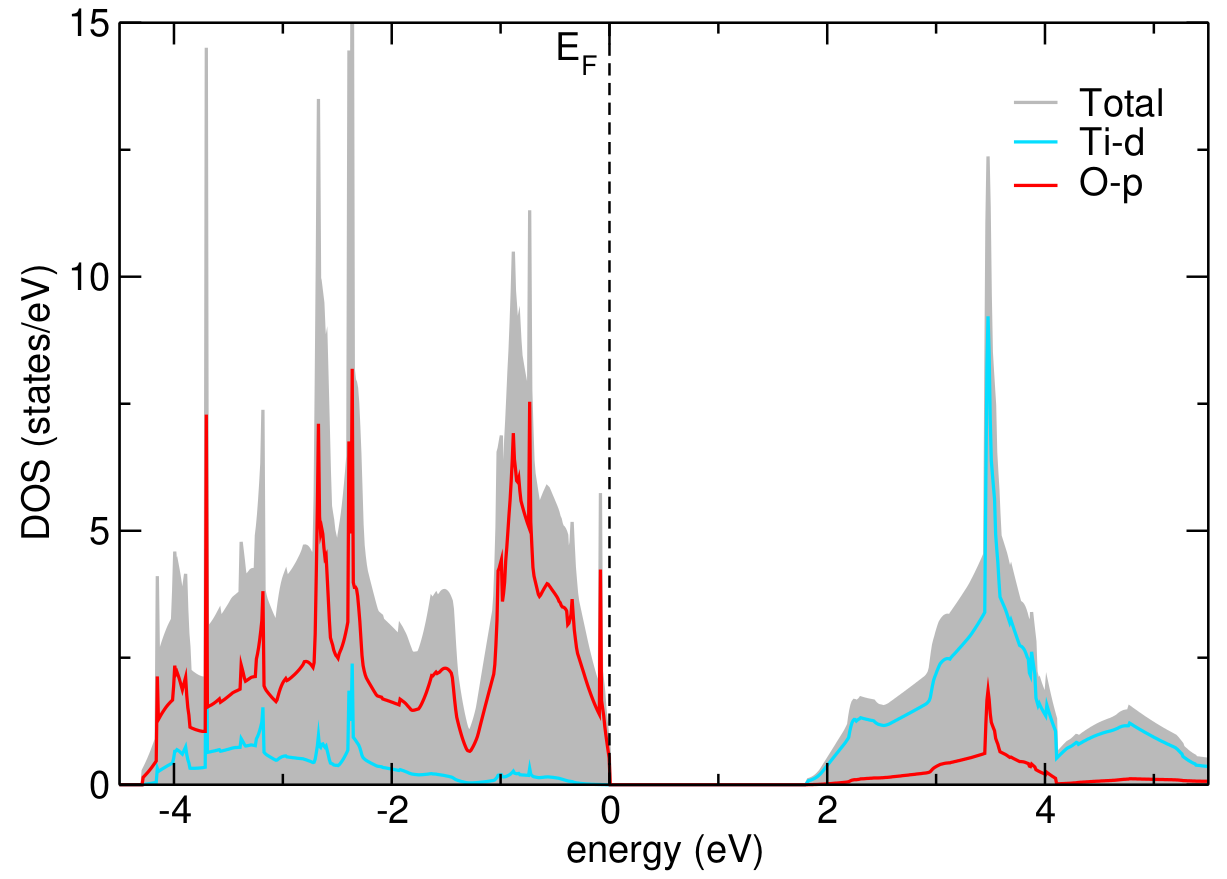 15
10
5
0
DOS (states/eV)
E_F
Total
Ti-d
O-p
-4 -2 0 2 4
energy (eV)